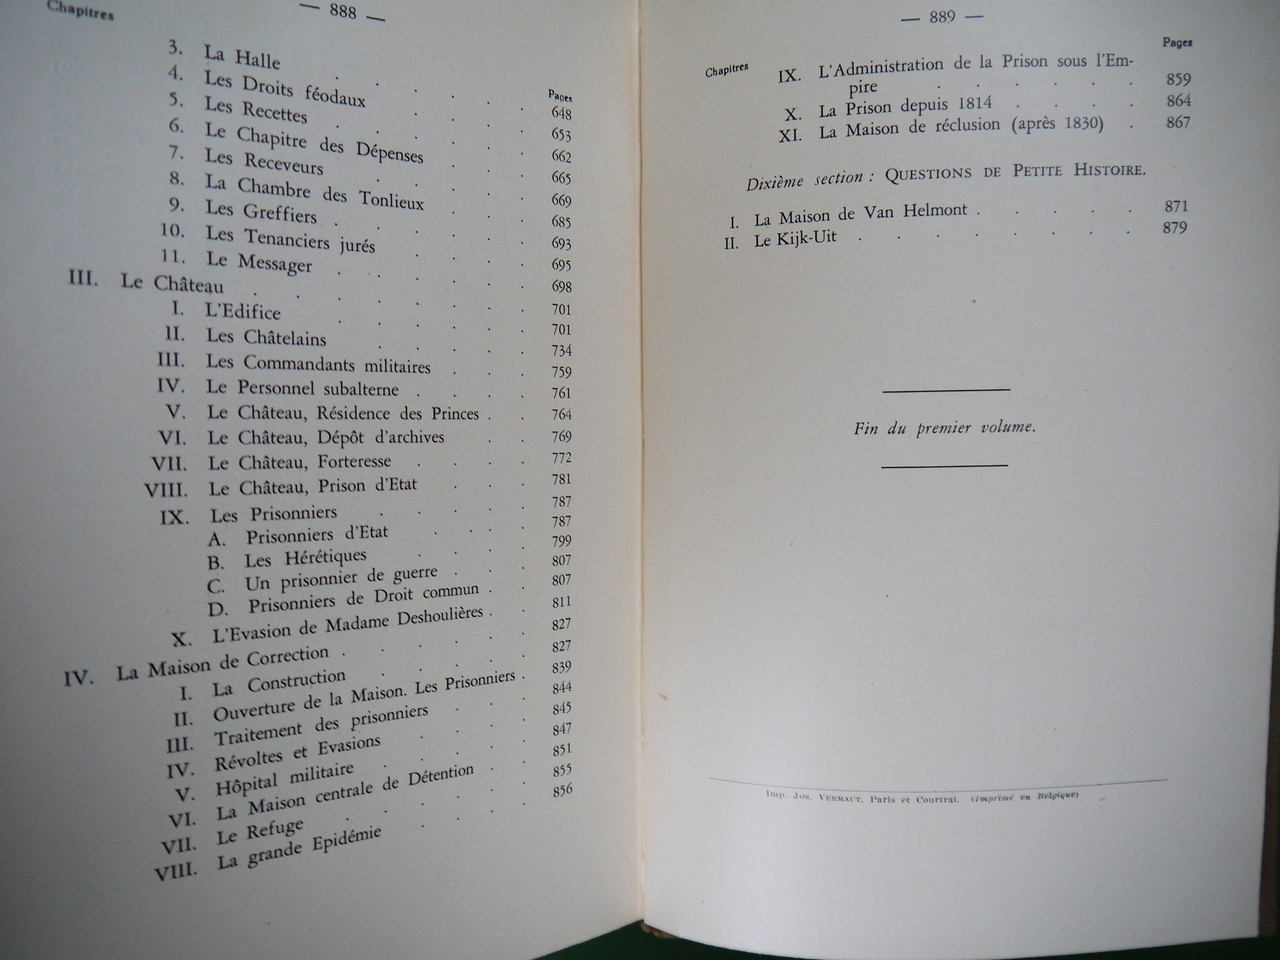 Chapitres
— 888 —
Pages
3. La Halle . . . . . 648
4. Les Droits féodaux . . . 653
5. Les Recettes . . . . . 662
6. Le Chapitre des Dépenses . . . 665
7. Les Receveurs . . . . . 669
8. La Chambre des Tonlieux . . . 685
9. Les Greffiers . . . . . 693
10. Les Tenanciers jurés . . . . 695
11. Le Messager . . . . . 698
III. Le Château . . . . . . 701
I. L'Edifice . . . . . 701
II. Les Châtelains . . . . 734
III. Les Commandants militaires . . . 759
IV. Le Personnel subalterne . . . . 761
V. Le Château, Résidence des Princes . . 764
VI. Le Château, Dépôt d'archives . . 769
VII. Le Château, Forteresse . . . . 772
VIII. Le Château, Prison d'Etat . . . 781
IX. Les Prisonniers . . . . . 787
A. Prisonniers d'Etat . . . . 787
B. Les Hérétiques . . . . 799
C. Un prisonnier de guerre . . . 807
D. Prisonniers de Droit commun . . 807
X. L'Evasion de Madame Deshoulières . . 811
IV. La Maison de Correction . . . . . 827
I. La Construction . . . . . 827
II. Ouverture de la Maison. Les Prisonniers . 839
III. Traitement des prisonniers . . . 844
IV. Révoltes et Evasions . . . . 845
V. Hôpital militaire . . . . . 847
VI. La Maison centrale de Détention . . 851
VII. Le Refuge . . . . . 855
VIII. La grande Epidémie . . . . 856
— 889 —
Chapitres
Pages
IX. L'Administration de la Prison sous l'Em-
pire . . . . . . 859
X. La Prison depuis 1814 . . . . 864
XI. La Maison de réclusion (après 1830) . 867
Dixième section : QUESTIONS DE PETITE HISTOIRE.
I. La Maison de Van Helmont . . . . . 871
II. Le Kijk-Uit . . . . . . . . 879
Fin du premier volume.
Imp. Jos. VERMAUT, Paris et Courtrai. (imprimé en Belgique)